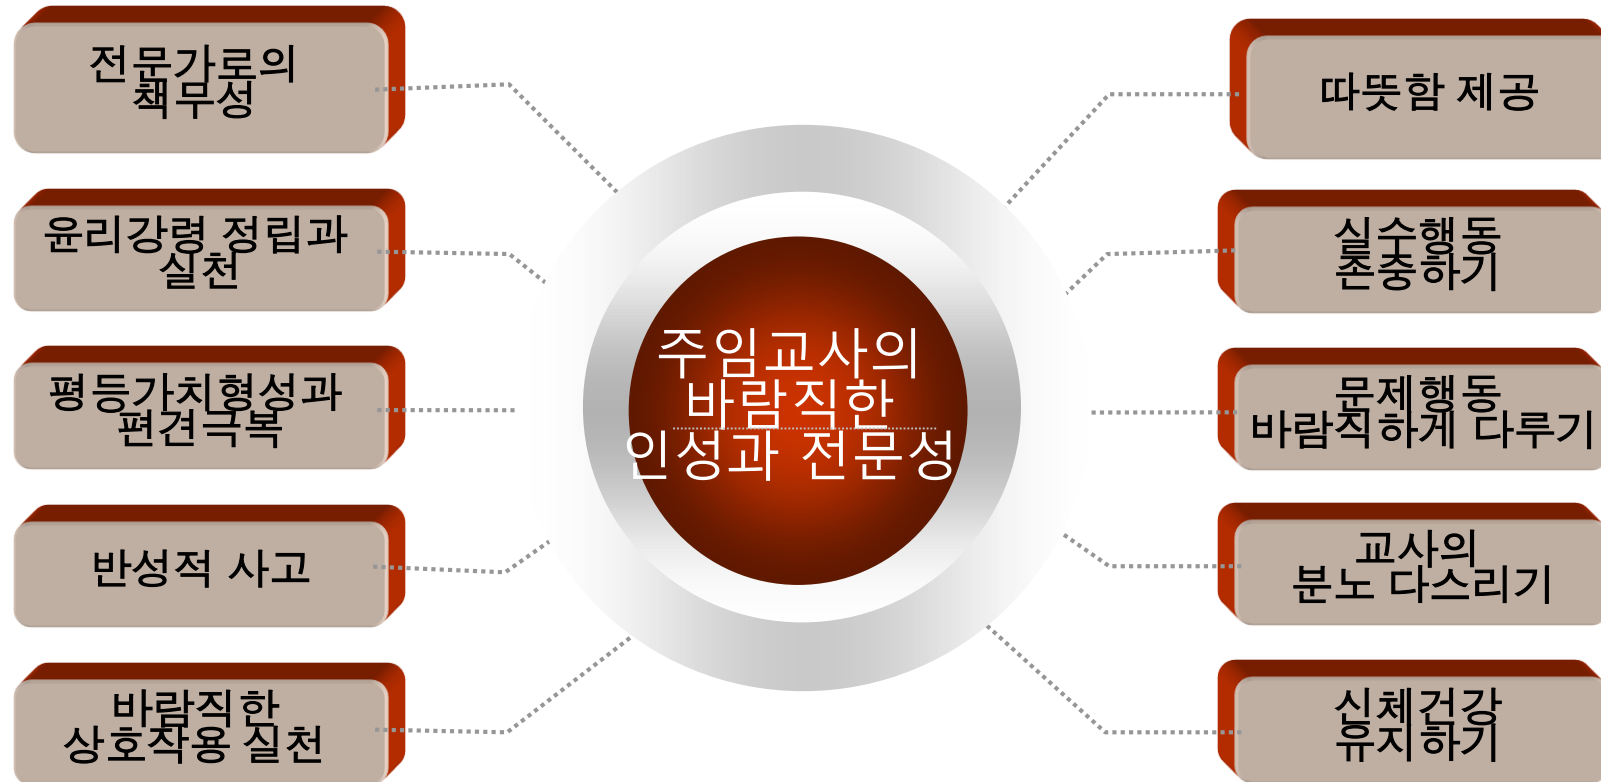 전문가로의
책무성
윤리강령 정립과
실천
평등가치형성과
편견극복
반성적 사고
바람직한
상호작용 실천
주임교사의
바람직한
인성과 전문성
따뜻함 제공
실수행동
존중하기
문제행동
바람직하게 다루기
교사의
분노 다스리기
신체건강
유지하기